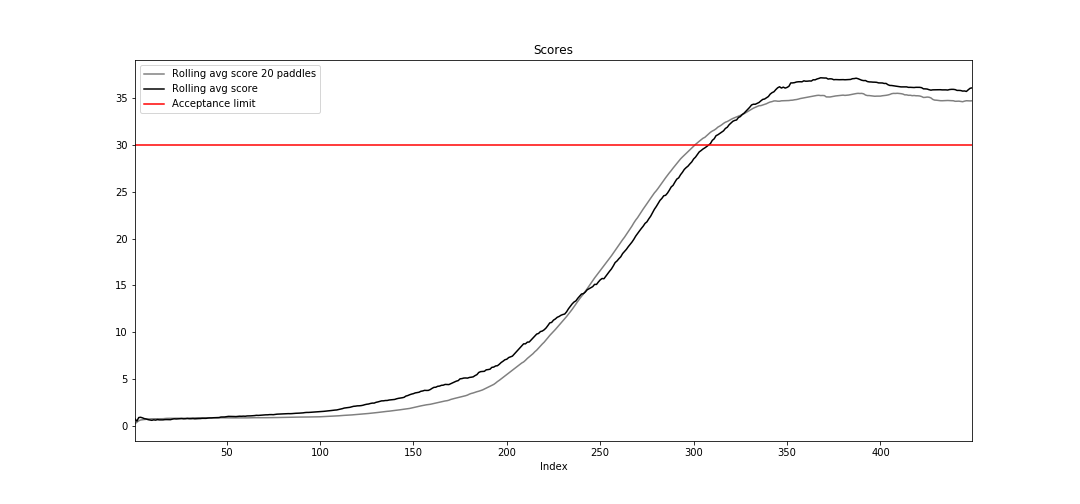 Scores
Rolling avg score 20 paddles
Rolling avg score
Acceptance limit
35
30
25
20
15
10
5
0
50 100 150 200 250 300 350 400
Index